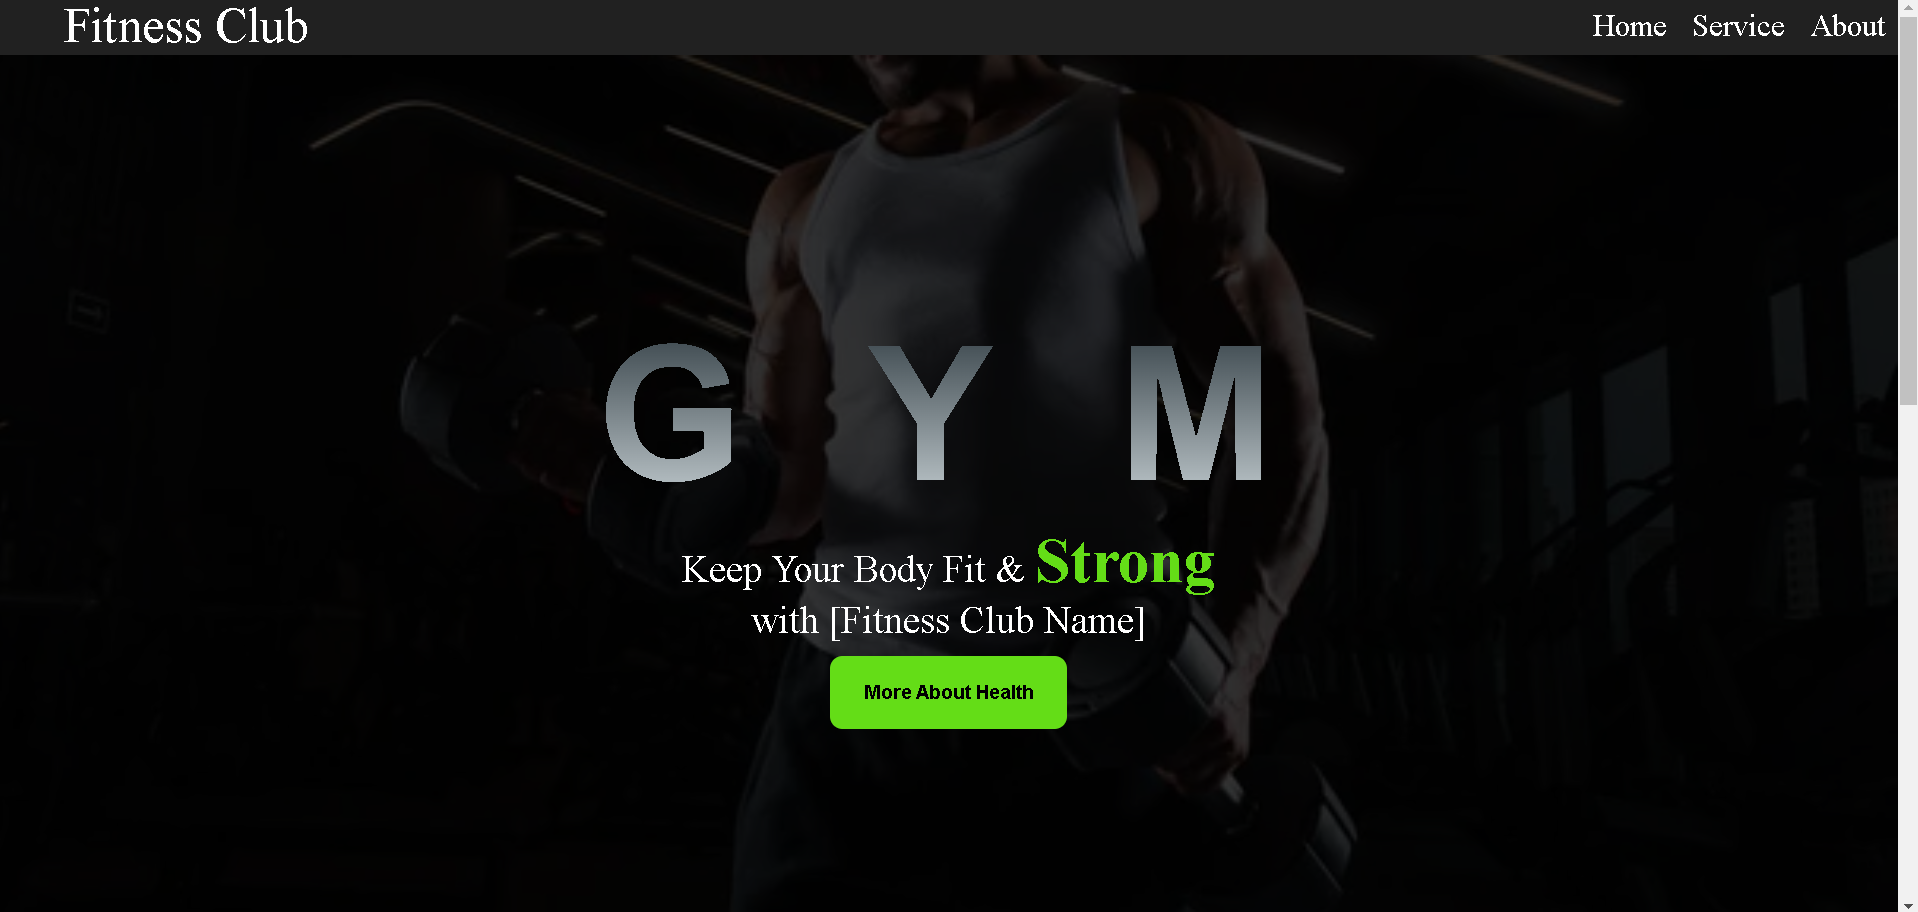 Fitness Club
Home Service About
G Y M
Keep Your Body Fit & Strong
with [Fitness Club Name]
More About Health